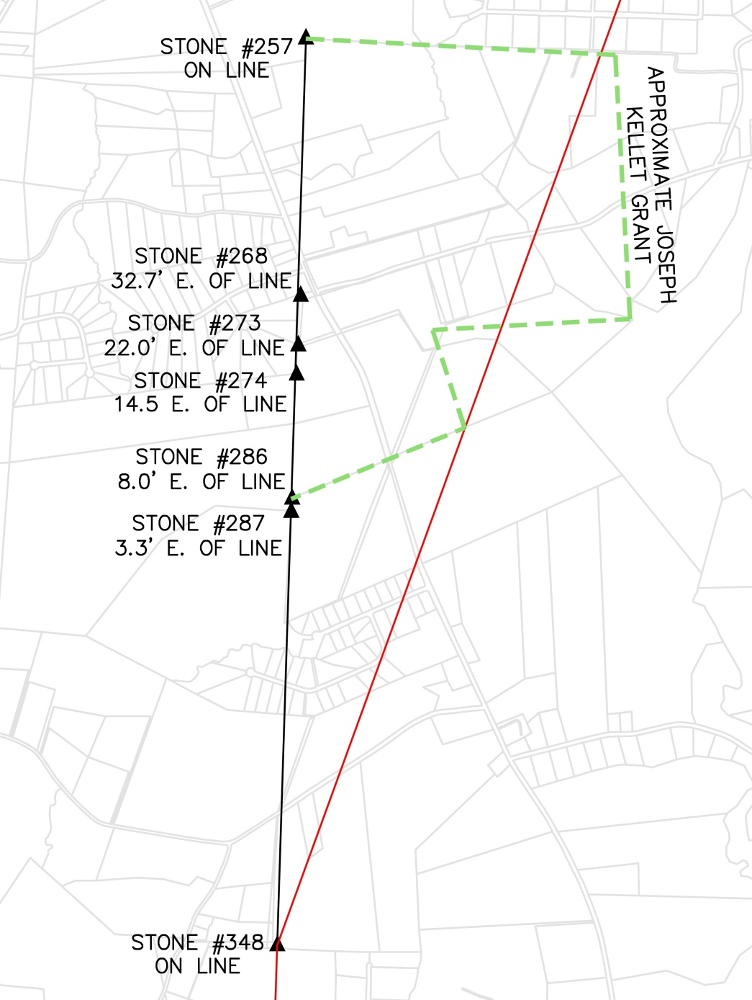 STONE #257
ON LINE
APPROXIMATE JOSEPH
KELLET GRANT
STONE #268
32.7' E. OF LINE
STONE #273
22.0' E. OF LINE
STONE #274
14.5 E. OF LINE
STONE #286
8.0' E. OF LINE
STONE #287
3.3' E. OF LINE
STONE #348
ON LINE